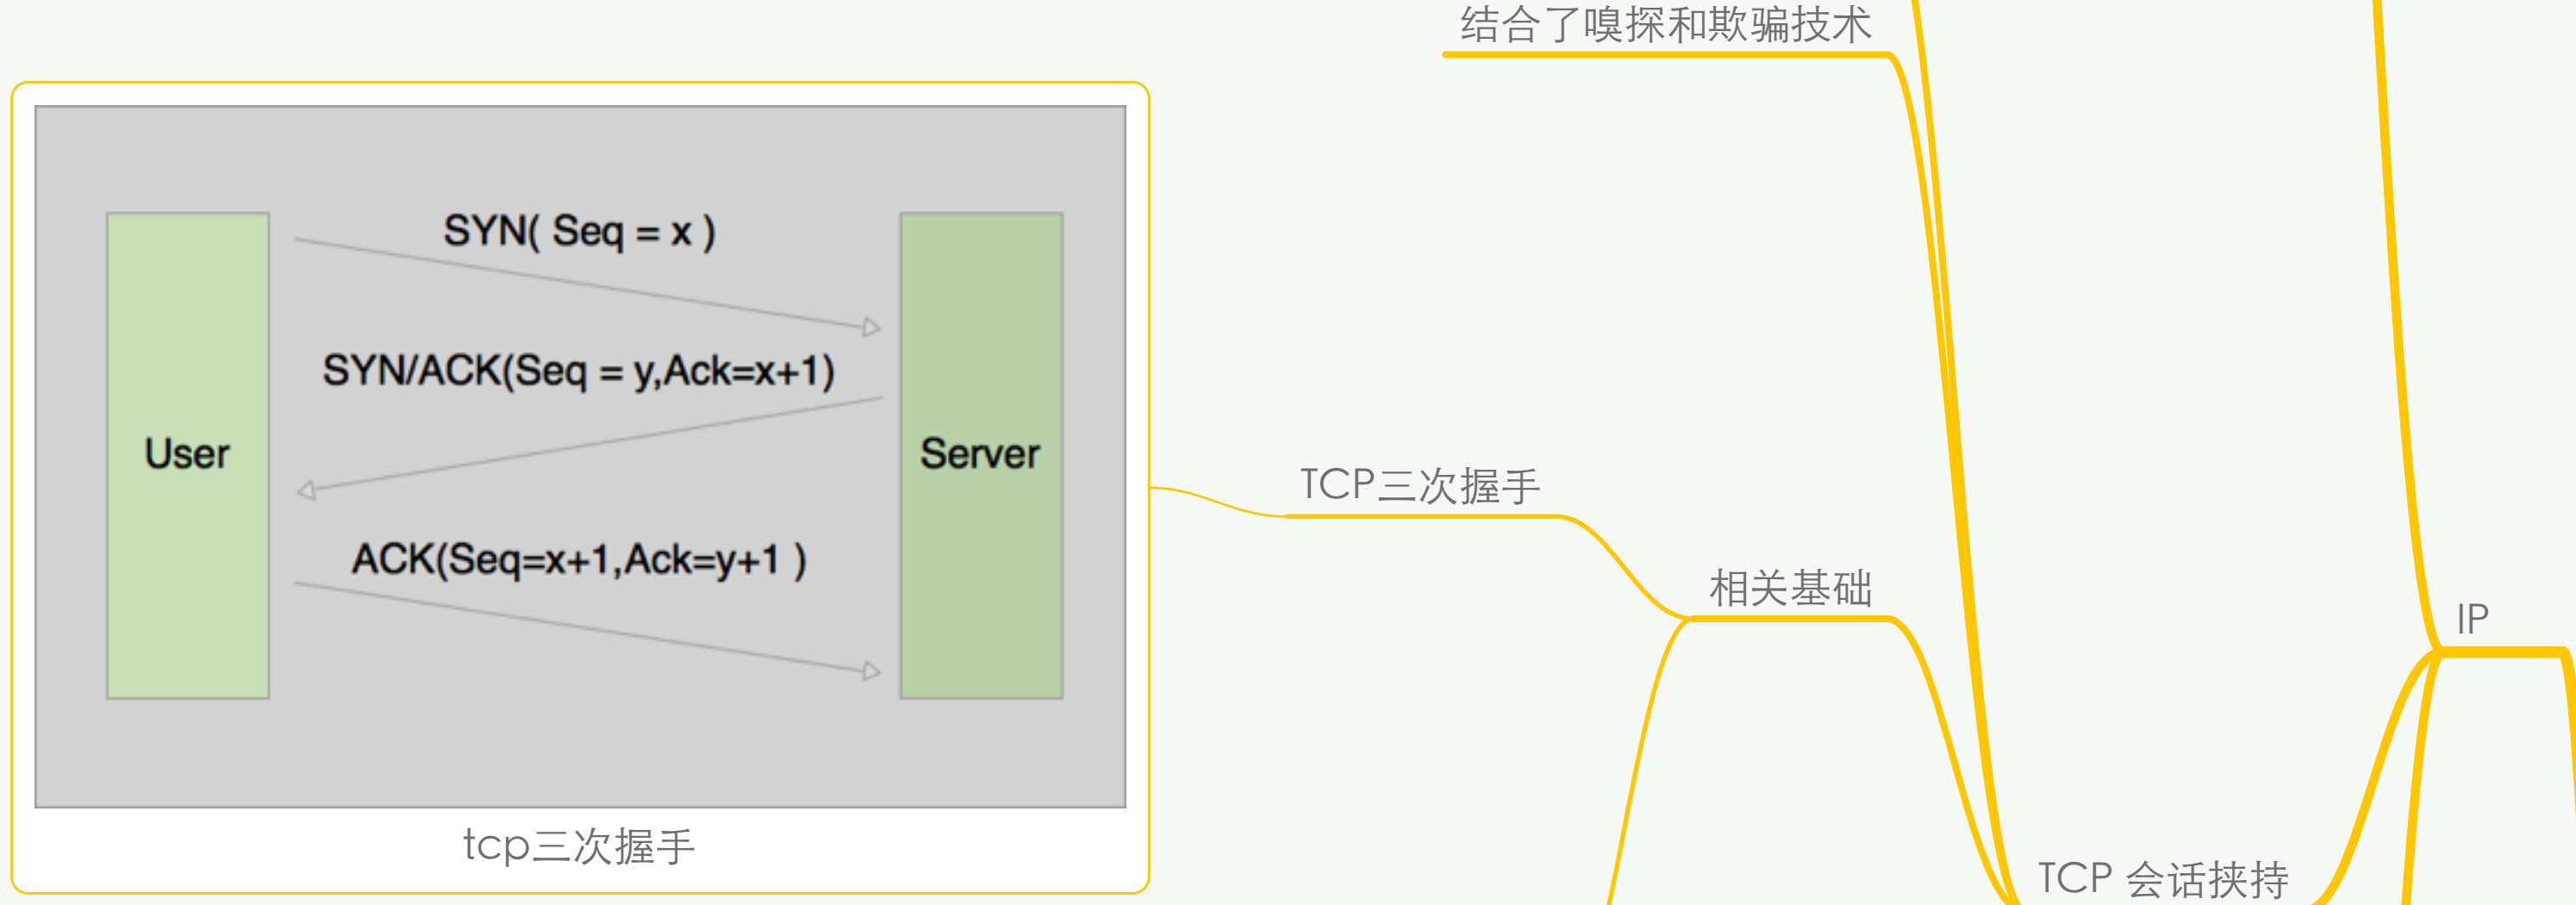 结合了嗅探和欺骗技术
SYN( Seq = x )
SYN/ACK(Seq = y,Ack=x+1)
User
Server
ACK(Seq=x+1,Ack=y+1 )
tcp三次握手
TCP三次握手
相关基础
IP
TCP 会话挟持